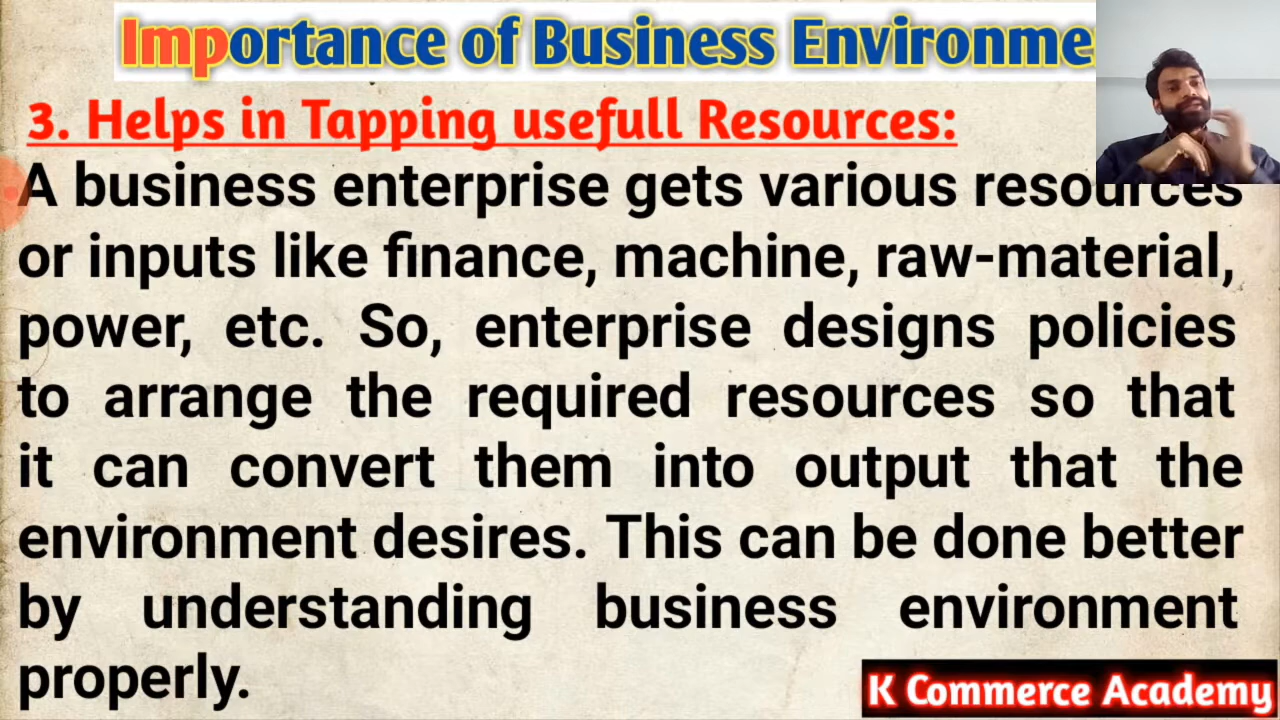 Importance of Business Environme
3. Helps in Tapping usefull Resources:
A business enterprise gets various resources
or inputs like finance, machine, raw-material,
power, etc. So, enterprise designs policies
to arrange the required resources so that
it can convert them into output that the
environment desires. This can be done better
by understanding business environment
properly.
K Commerce Academy